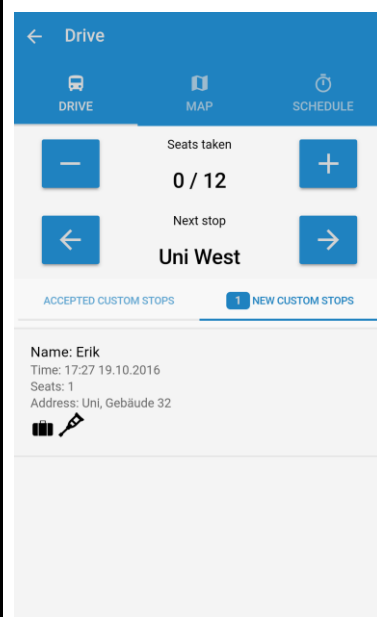 Drive
DRIVE MAP SCHEDULE
Seats taken
0 / 12
Next stop
Uni West
ACCEPTED CUSTOM STOPS 1 NEW CUSTOM STOPS
Name: Erik
Time: 17:27 19.10.2016
Seats: 1
Address: Uni, Gebäude 32